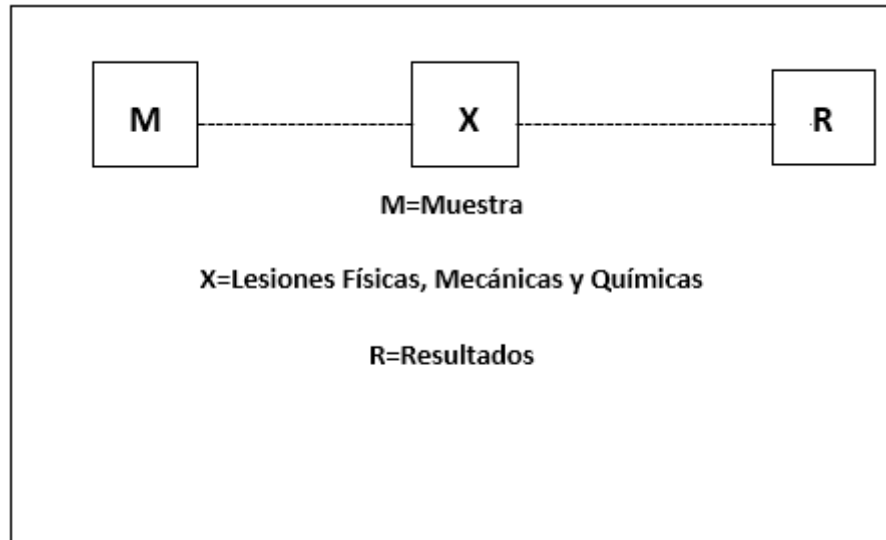 M X R
M=Muestra
X=Lesiones Físicas, Mecánicas y Químicas
R=Resultados